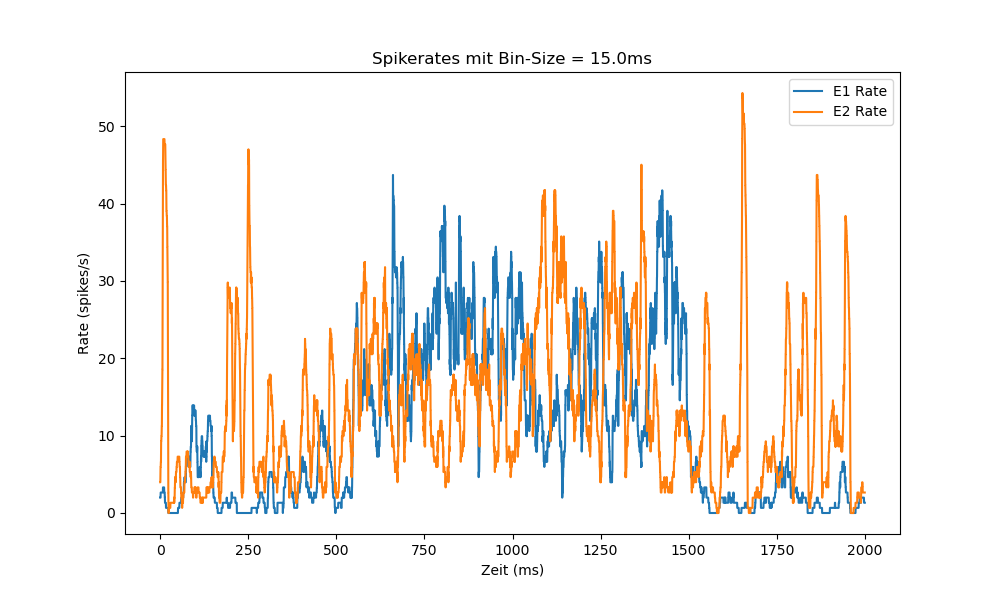 Spikerates mit Bin-Size = 15.0ms
E1 Rate
E2 Rate
Rate (spikes/s)
50
40
30
20
10
0
0 250 500 750 1000 1250 1500 1750 2000
Zeit (ms)